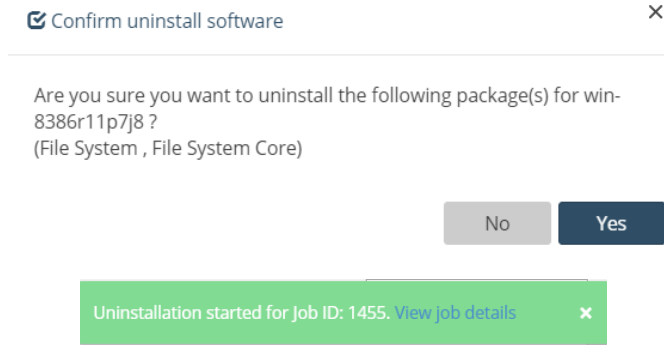 Confirm uninstall software
Are you sure you want to uninstall the following package(s) for win-
8386r11p7j8 ?
(File System , File System Core)
No
Yes
Uninstallation started for Job ID: 1455. View job details